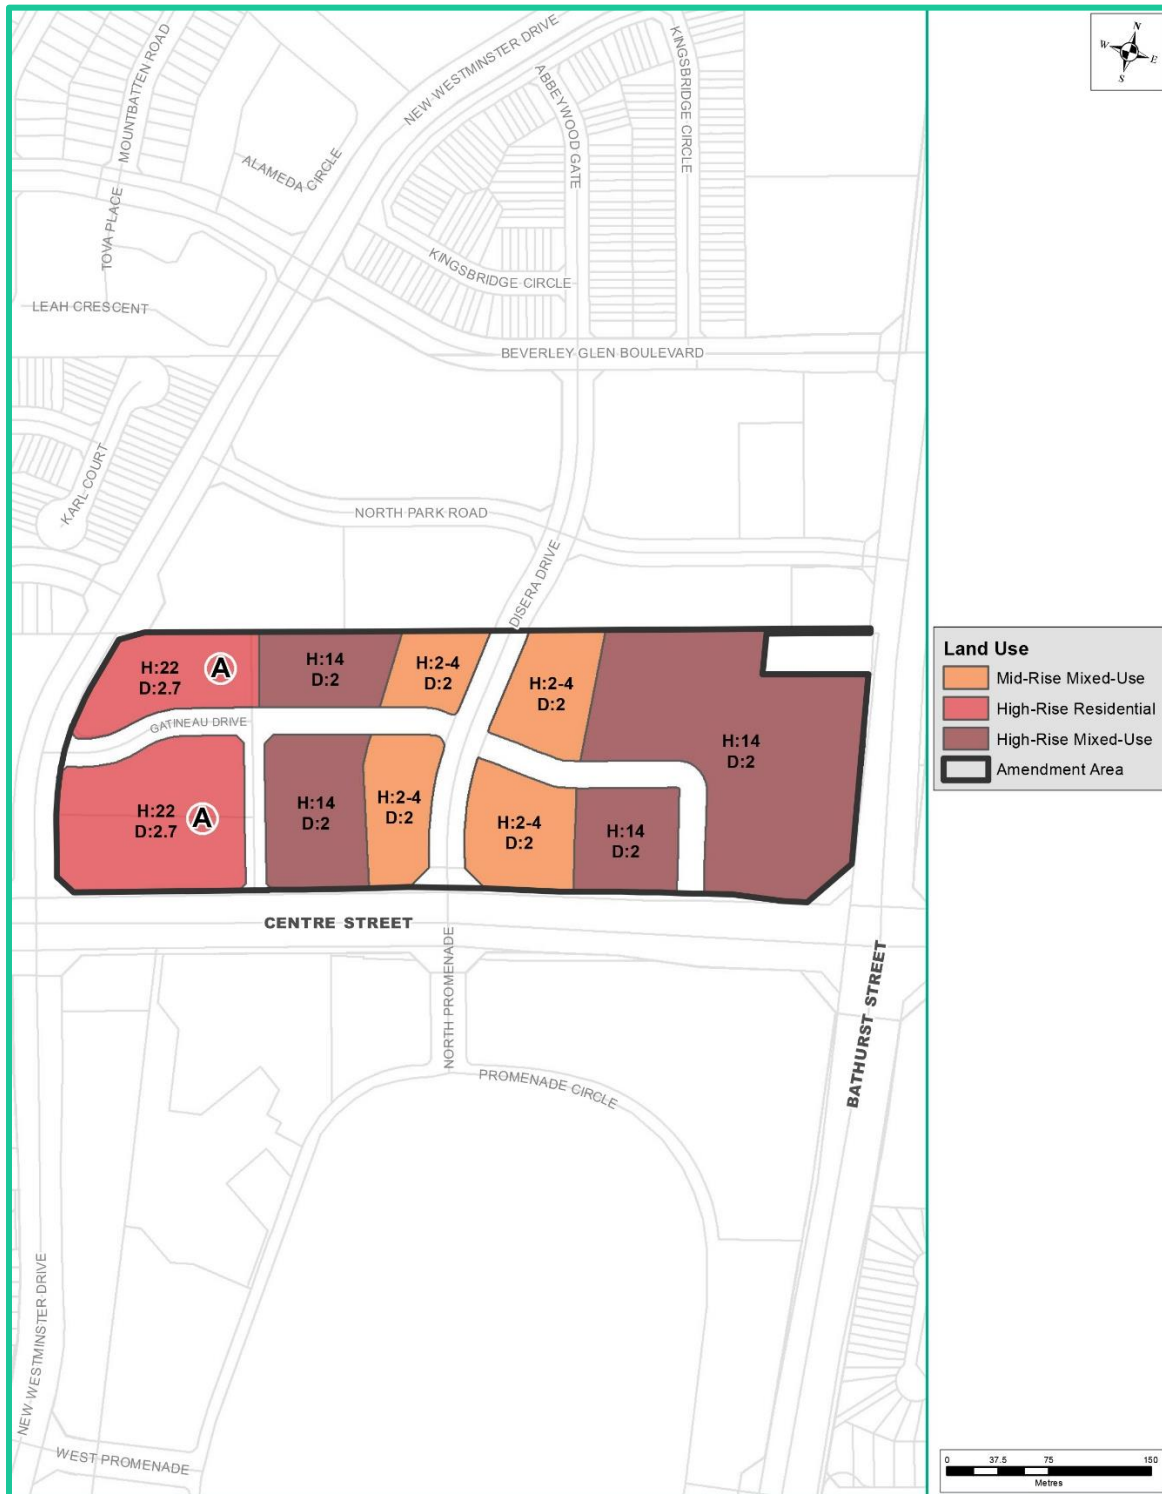 N
W
E
S
MOUNTBATTEN ROAD
NEW WESTMINSTER DRIVE
KINGSBRIDGE CIRCLE
ABBEYWOOD GATE
ALAMEDA CIRCLE
TOVA PLACE
KINGSBRIDGE CIRCLE
LEAH CRESCENT
BEVERLEY GLEN BOULEVARD
KARL COURT
NORTH PARK ROAD
DISERA DRIVE
H:22
D:2.7
A
H:14
D:2
H:2-4
D:2
H:2-4
D:2
H:14
D:2
GATINEAU DRIVE
H:22
D:2.7
A
H:14
D:2
H:2-4
D:2
H:2-4
D:2
H:14
D:2
CENTRE STREET
NORTH PROMENADE
BATHURST STREET
PROMENADE CIRCLE
NEW WESTMINSTER DRIVE
WEST PROMENADE
Land Use
Mid-Rise Mixed-Use
High-Rise Residential
High-Rise Mixed-Use
Amendment Area
0 37.5 75 150
Metres